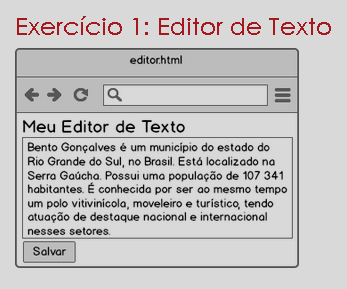 Exercício 1: Editor de Texto
editor.html
Meu Editor de Texto
Bento Gonçalves é um município do estado do
Rio Grande do Sul, no Brasil. Está localizado na
Serra Gaúcha. Possui uma população de 107 341
habitantes. É conhecida por ser ao mesmo tempo
um polo vitivinícola, moveleiro e turístico, tendo
atuação de destaque nacional e internacional
nesses setores.
Salvar